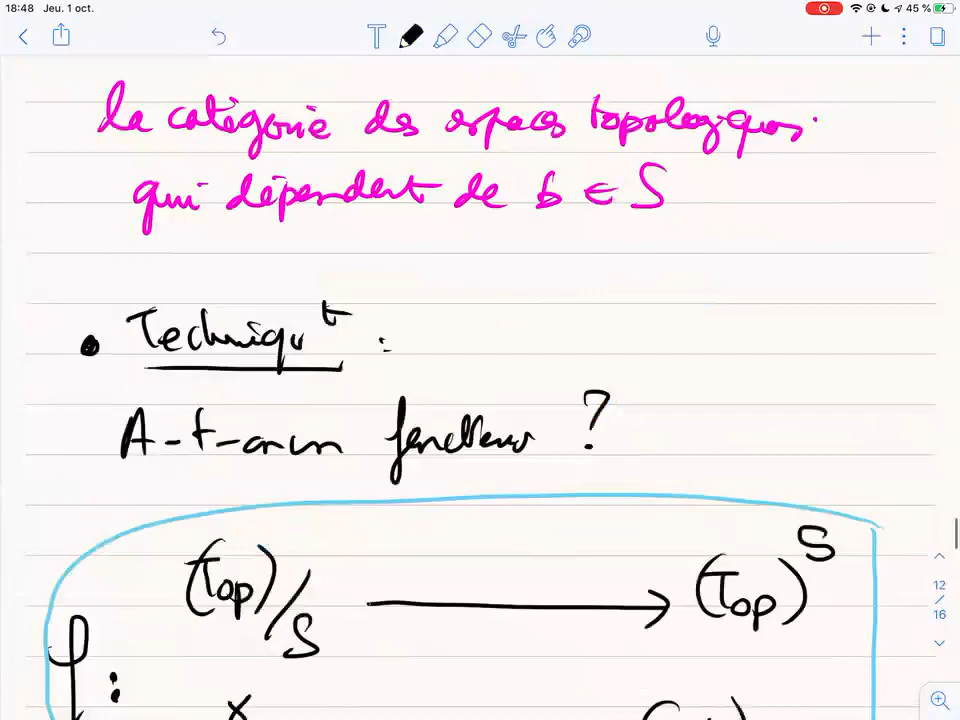 18:48 Jeu. 1 oct.
45 %
la catégorie des espaces topologiques
qui dépendent de b ∈ S
• Techniqut :
A-t-on un foncteur ?
(Top)/S ⟶ (Top)^S
f :
X
12
/
16